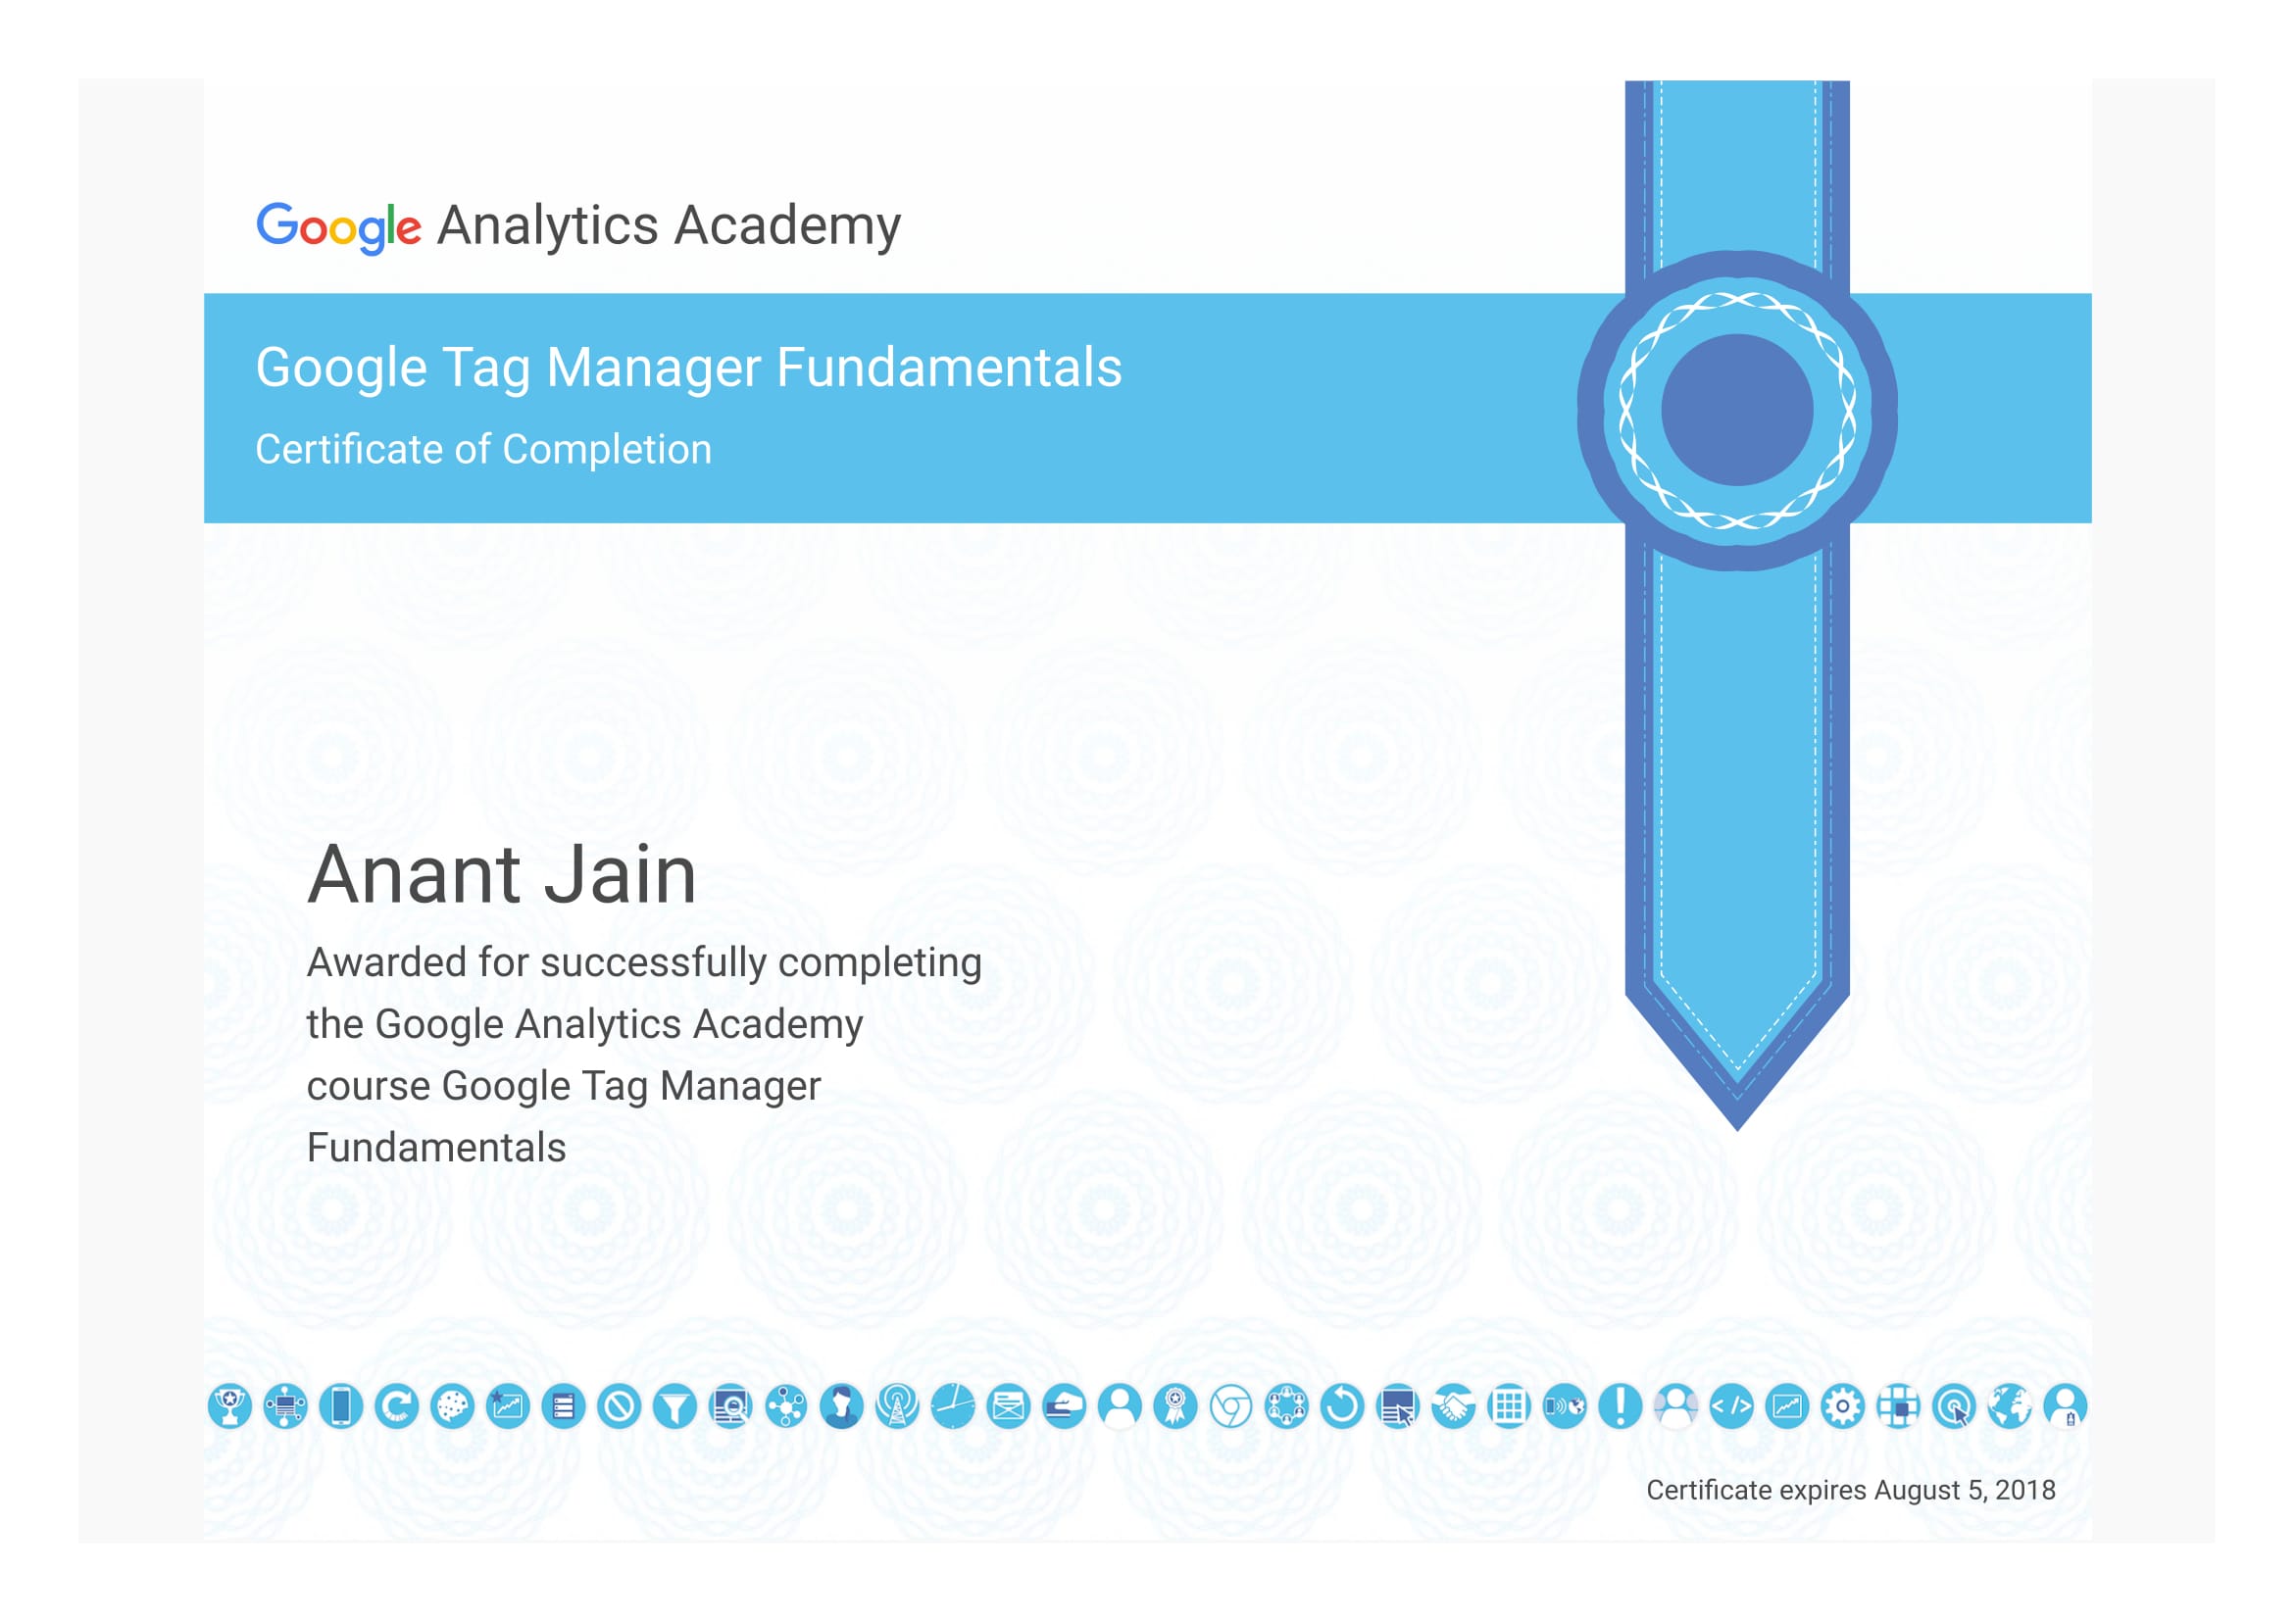 Google Analytics Academy
Google Tag Manager Fundamentals
Certificate of Completion
Anant Jain
Awarded for successfully completing
the Google Analytics Academy
course Google Tag Manager
Fundamentals
Certificate expires August 5, 2018